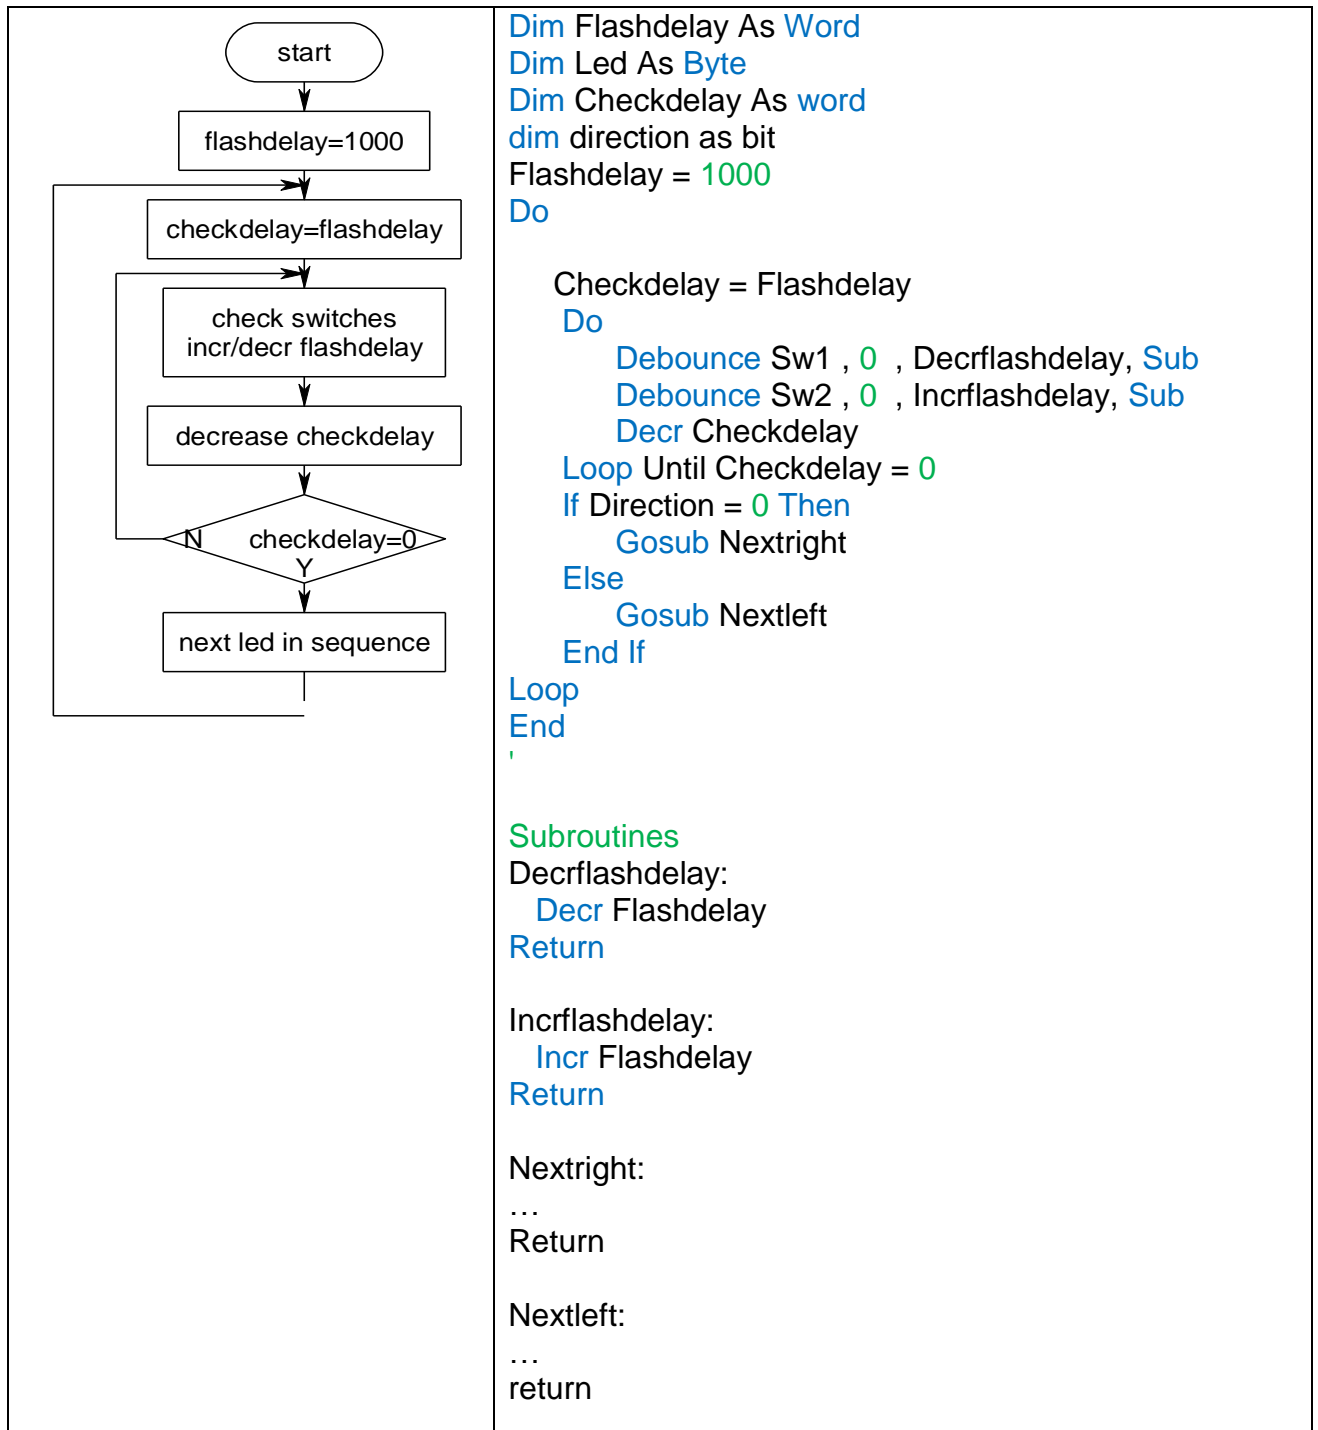 start
flashdelay=1000
checkdelay=flashdelay
check switches
incr/decr flashdelay
decrease checkdelay
N checkdelay=0
Y
next led in sequence
Dim Flashdelay As Word
Dim Led As Byte
Dim Checkdelay As word
dim direction as bit
Flashdelay = 1000
Do
Checkdelay = Flashdelay
Do
Debounce Sw1 , 0 , Decrflashdelay, Sub
Debounce Sw2 , 0 , Incrflashdelay, Sub
Decr Checkdelay
Loop Until Checkdelay = 0
If Direction = 0 Then
Gosub Nextright
Else
Gosub Nextleft
End If
Loop
End
'
Subroutines
Decrflashdelay:
Decr Flashdelay
Return
Incrflashdelay:
Incr Flashdelay
Return
Nextright:
…
Return
Nextleft:
…
return